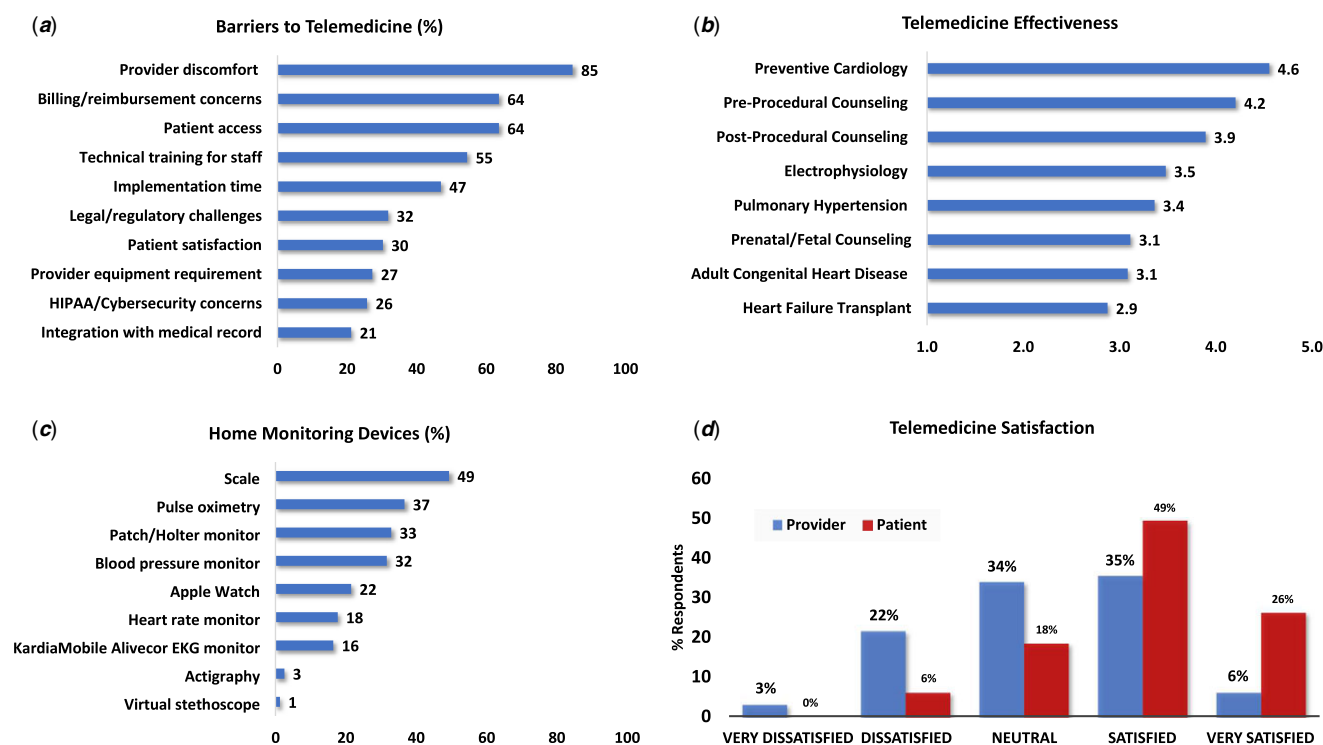 (a)
Barriers to Telemedicine (%)
Provider discomfort 85
Billing/reimbursement concerns 64
Patient access 64
Technical training for staff 55
Implementation time 47
Legal/regulatory challenges 32
Patient satisfaction 30
Provider equipment requirement 27
HIPAA/Cybersecurity concerns 26
Integration with medical record 21
0 20 40 60 80 100
(b)
Telemedicine Effectiveness
Preventive Cardiology 4.6
Pre-Procedural Counseling 4.2
Post-Procedural Counseling 3.9
Electrophysiology 3.5
Pulmonary Hypertension 3.4
Prenatal/Fetal Counseling 3.1
Adult Congenital Heart Disease 3.1
Heart Failure Transplant 2.9
1.0 2.0 3.0 4.0 5.0
(c)
Home Monitoring Devices (%)
Scale 49
Pulse oximetry 37
Patch/Holter monitor 33
Blood pressure monitor 32
Apple Watch 22
Heart rate monitor 18
KardiaMobile Alivecor EKG monitor 16
Actigraphy 3
Virtual stethoscope 1
0 20 40 60 80 100
(d)
Telemedicine Satisfaction
% Respondents
60
50
40
30
20
10
0
Provider Patient
3% 0%
22% 6%
34% 18%
35% 49%
6% 26%
VERY DISSATISFIED DISSATISFIED NEUTRAL SATISFIED VERY SATISFIED